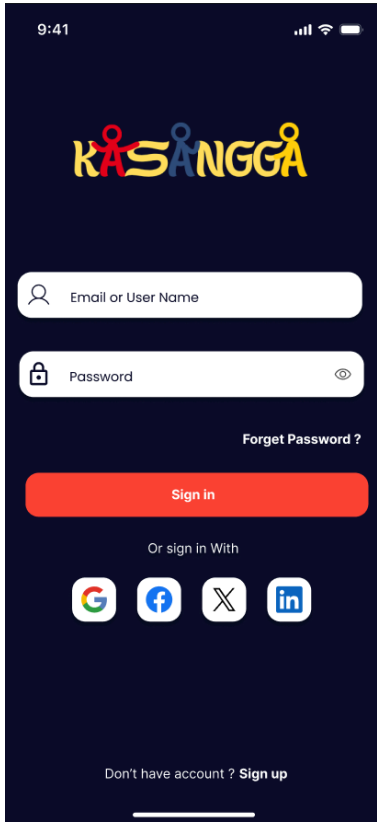 9:41
KASANGGA
Email or User Name
Password
Forget Password ?
Sign in
Or sign in With
G
f
X
in
Don't have account ? Sign up